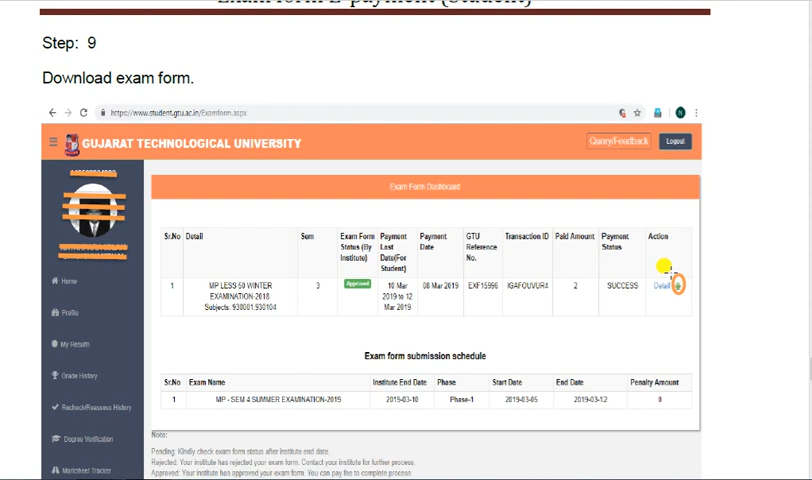 Exam form E-payment (Student)
Step: 9
Download exam form.
https://www.student.gtu.ac.in/Examform.aspx
N
GUJARAT TECHNOLOGICAL UNIVERSITY
Query/Feedback
Logout
Exam Form Dashboard
Sr.No Detail Sem Exam Form Status (By Institute) Payment Last Date(For Student) Payment Date GTU Reference No. Transaction ID Paid Amount Payment Status Action
1 MP LESS 50 WINTER EXAMINATION-2018 Subjects: 930001,930104 3 Approved 10 Mar 2019 to 12 Mar 2019 08 Mar 2019 EXF15996 IGAFOUVUR4 2 SUCCESS Detail
Home
Profile
My Results
Grade History
Recheck/Reassess History
Degree Verification
Marksheet Tracker
Exam form submission schedule
Sr.No Exam Name Institute End Date Phase Start Date End Date Penalty Amount
1 MP - SEM 4 SUMMER EXAMINATION-2019 2019-03-10 Phase-1 2019-03-05 2019-03-12 0
Note:
Pending: Kindly check exam form status after institute end date.
Rejected: Your institute has rejected your exam form. Contact your institute for further process.
Approved: Your institute has approved your exam form. You can pay fee to complete process